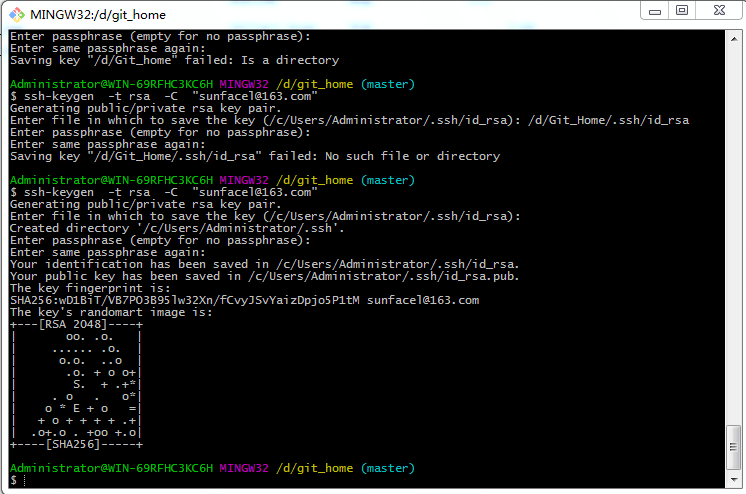 MINGW32:/d/git_home
Enter passphrase (empty for no passphrase):
Enter same passphrase again:
Saving key "/d/Git_home" failed: Is a directory
Administrator@WIN-69RFHC3KC6H MINGW32 /d/git_home (master)
$ ssh-keygen  -t rsa  -C  "sunfacel@163.com"
Generating public/private rsa key pair.
Enter file in which to save the key (/c/Users/Administrator/.ssh/id_rsa): /d/Git_Home/.ssh/id_rsa
Enter passphrase (empty for no passphrase):
Enter same passphrase again:
Saving key "/d/Git_Home/.ssh/id_rsa" failed: No such file or directory
Administrator@WIN-69RFHC3KC6H MINGW32 /d/git_home (master)
$ ssh-keygen  -t rsa  -C  "sunfacel@163.com"
Generating public/private rsa key pair.
Enter file in which to save the key (/c/Users/Administrator/.ssh/id_rsa):
Created directory '/c/Users/Administrator/.ssh'.
Enter passphrase (empty for no passphrase):
Enter same passphrase again:
Your identification has been saved in /c/Users/Administrator/.ssh/id_rsa.
Your public key has been saved in /c/Users/Administrator/.ssh/id_rsa.pub.
The key fingerprint is:
SHA256:wD1BiT/VB7PO3B95lw32Xn/fCvyJSvYaizDpjo5P1tM sunfacel@163.com
The key's randomart image is:
+---[RSA 2048]----+
|       oo. .o.   |
|     ...... .o.  |
|      o.o.  ..o  |
|       .o. + o o+|
|        S.  + .+*|
|     . o   .   o*|
|    o * E + o   =|
|   + o + + + + .+|
|  .o+.o . +oo +.o|
+----[SHA256]-----+
Administrator@WIN-69RFHC3KC6H MINGW32 /d/git_home (master)
$